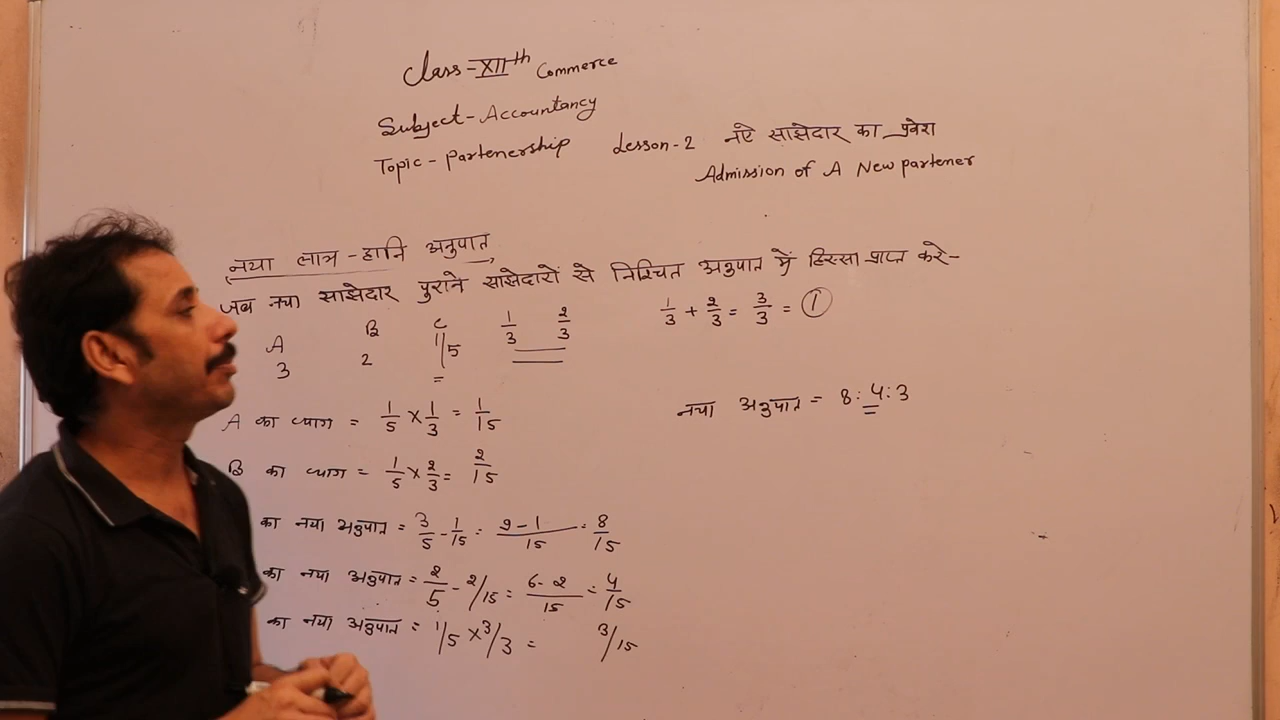 Class-XIIth Commerce
Subject-Accountancy
Topic-Partenership Lesson-2 नऐ साझेदार का प्रवेश
Admission of A New partener
नया लाभ-हानि अनुपात
जब नया साझेदार पुराने साझेदारों से निश्चित अनुपात में हिस्सा प्राप्त करे-
A B C 1/3 2/3 1/3 + 2/3 = 3/3 = 1
3 2 1/5
नया अनुपात = 8:4:3
A का त्याग = 1/5 × 1/3 = 1/15
B का त्याग = 1/5 × 2/3 = 2/15
का नया अनुपात = 3/5 - 1/15 = 9-1/15 = 8/15
का नया अनुपात = 2/5 - 2/15 = 6-2/15 = 4/15
का नया अनुपात = 1/5 × 3/3 = 3/15